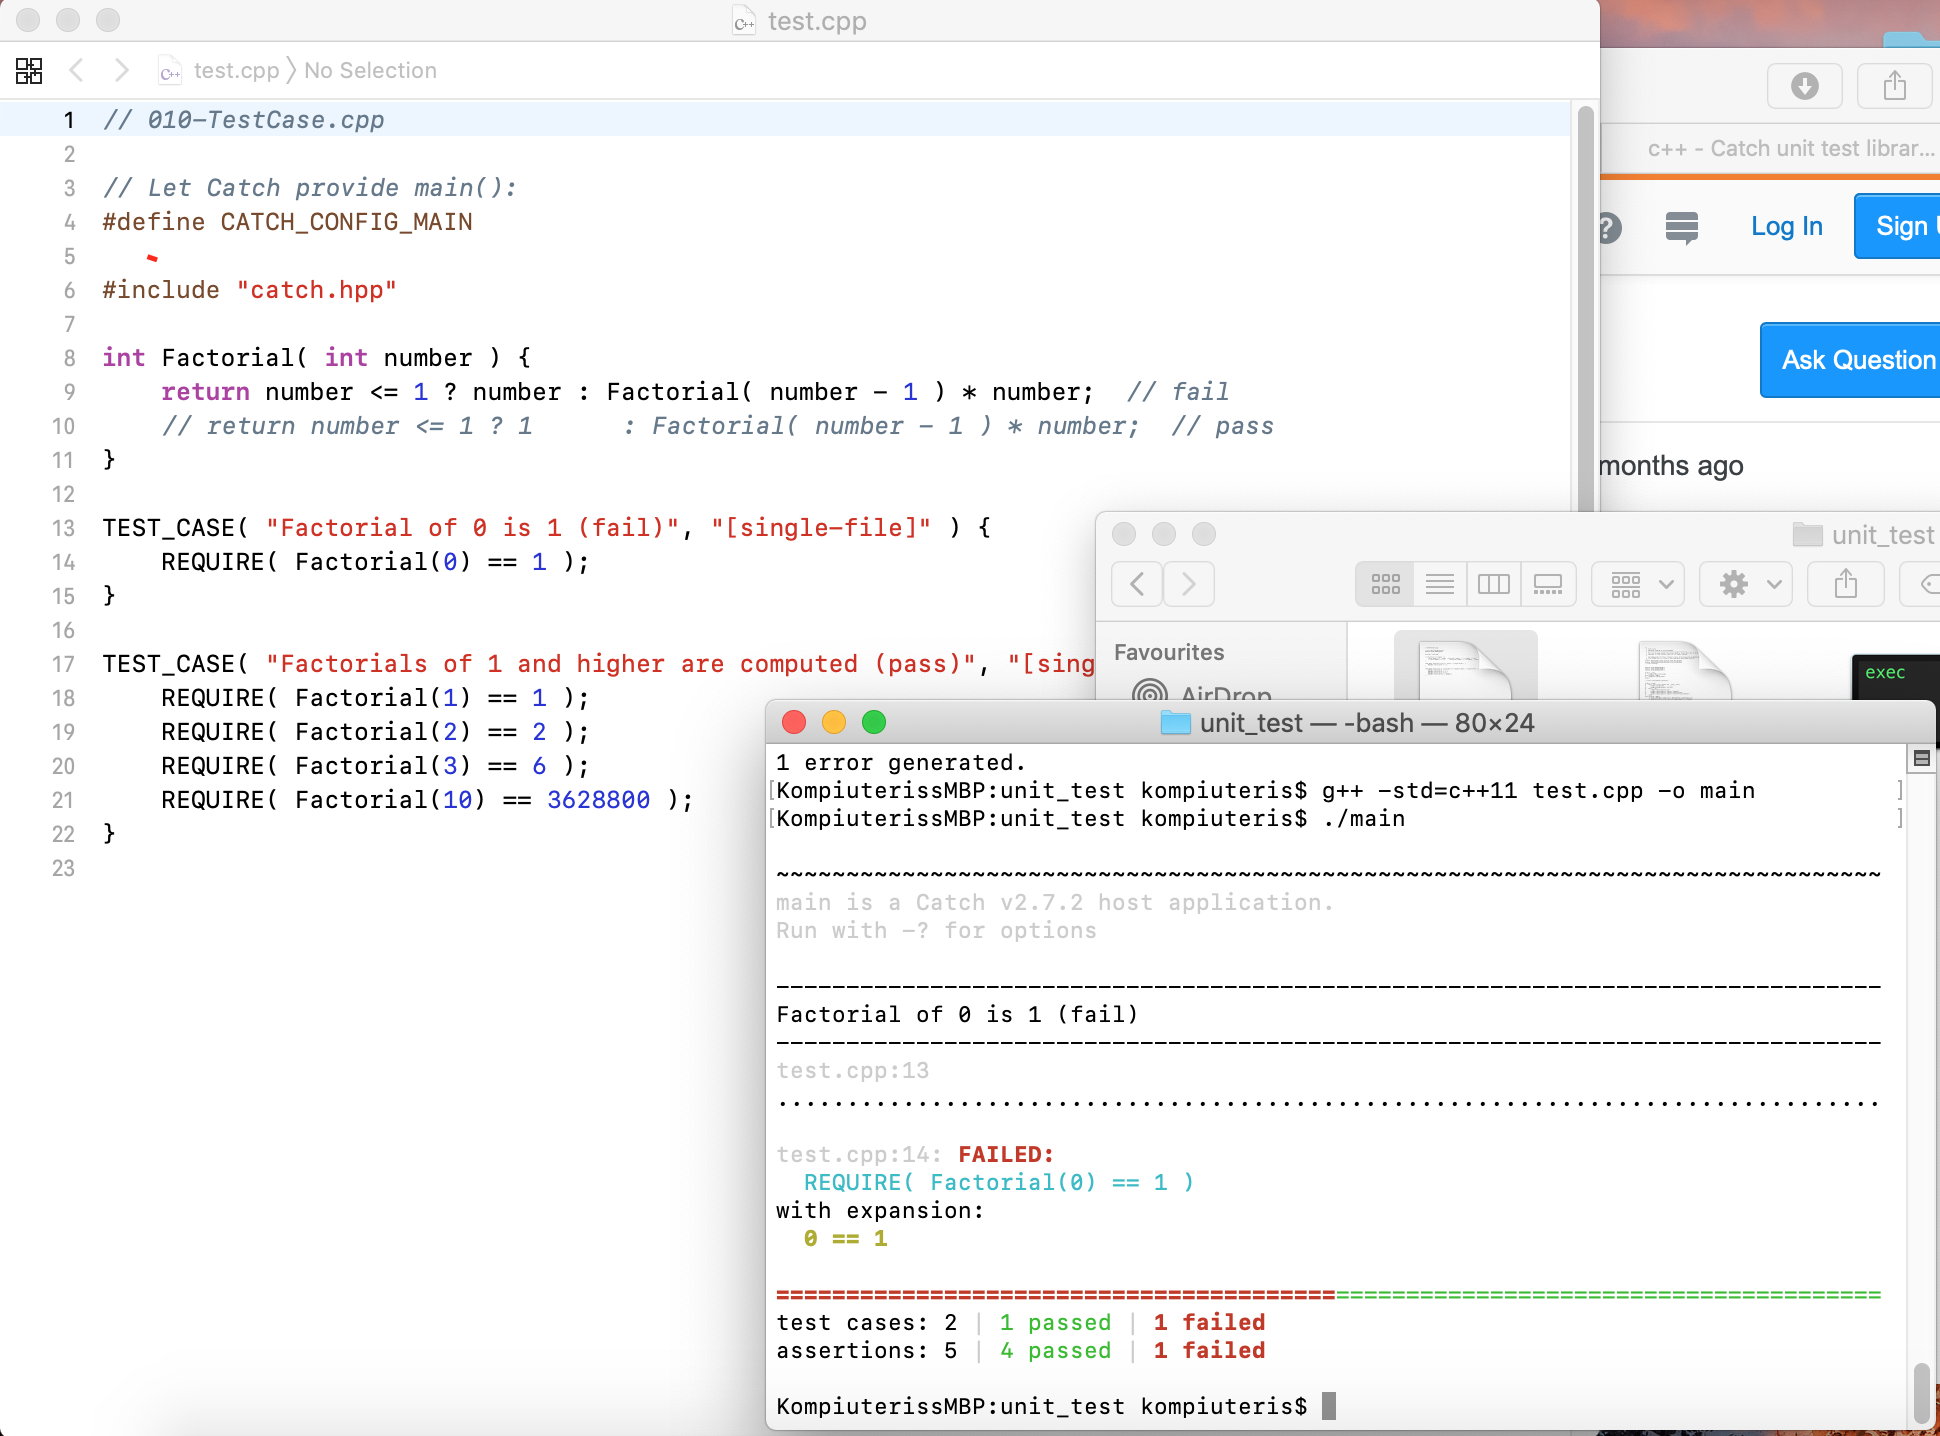 test.cpp
test.cpp 〉 No Selection
1 // 010-TestCase.cpp
2
3 // Let Catch provide main():
4 #define CATCH_CONFIG_MAIN
5
6 #include "catch.hpp"
7
8 int Factorial( int number ) {
9     return number <= 1 ? number : Factorial( number - 1 ) * number;  // fail
10     // return number <= 1 ? 1      : Factorial( number - 1 ) * number;  // pass
11 }
12
13 TEST_CASE( "Factorial of 0 is 1 (fail)", "[single-file]" ) {
14     REQUIRE( Factorial(0) == 1 );
15 }
16
17 TEST_CASE( "Factorials of 1 and higher are computed (pass)", "[sing
18     REQUIRE( Factorial(1) == 1 );
19     REQUIRE( Factorial(2) == 2 );
20     REQUIRE( Factorial(3) == 6 );
21     REQUIRE( Factorial(10) == 3628800 );
22 }
23
c++ - Catch unit test librar...
Log In
Sign U
Ask Question
months ago
unit_test
Favourites
AirDrop
exec
unit_test — -bash — 80×24
1 error generated.
[KompiuterissMBP:unit_test kompiuteris$ g++ -std=c++11 test.cpp -o main ]
[KompiuterissMBP:unit_test kompiuteris$ ./main ]
~~~~~~~~~~~~~~~~~~~~~~~~~~~~~~~~~~~~~~~~~~~~~~~~~~~~~~~~~~~~~~~~~~~~~~~~~~~~~~~
main is a Catch v2.7.2 host application.
Run with -? for options
-------------------------------------------------------------------------------
Factorial of 0 is 1 (fail)
-------------------------------------------------------------------------------
test.cpp:13
...............................................................................
test.cpp:14: FAILED:
  REQUIRE( Factorial(0) == 1 )
with expansion:
  0 == 1
===============================================================================
test cases: 2 | 1 passed | 1 failed
assertions: 5 | 4 passed | 1 failed
KompiuterissMBP:unit_test kompiuteris$